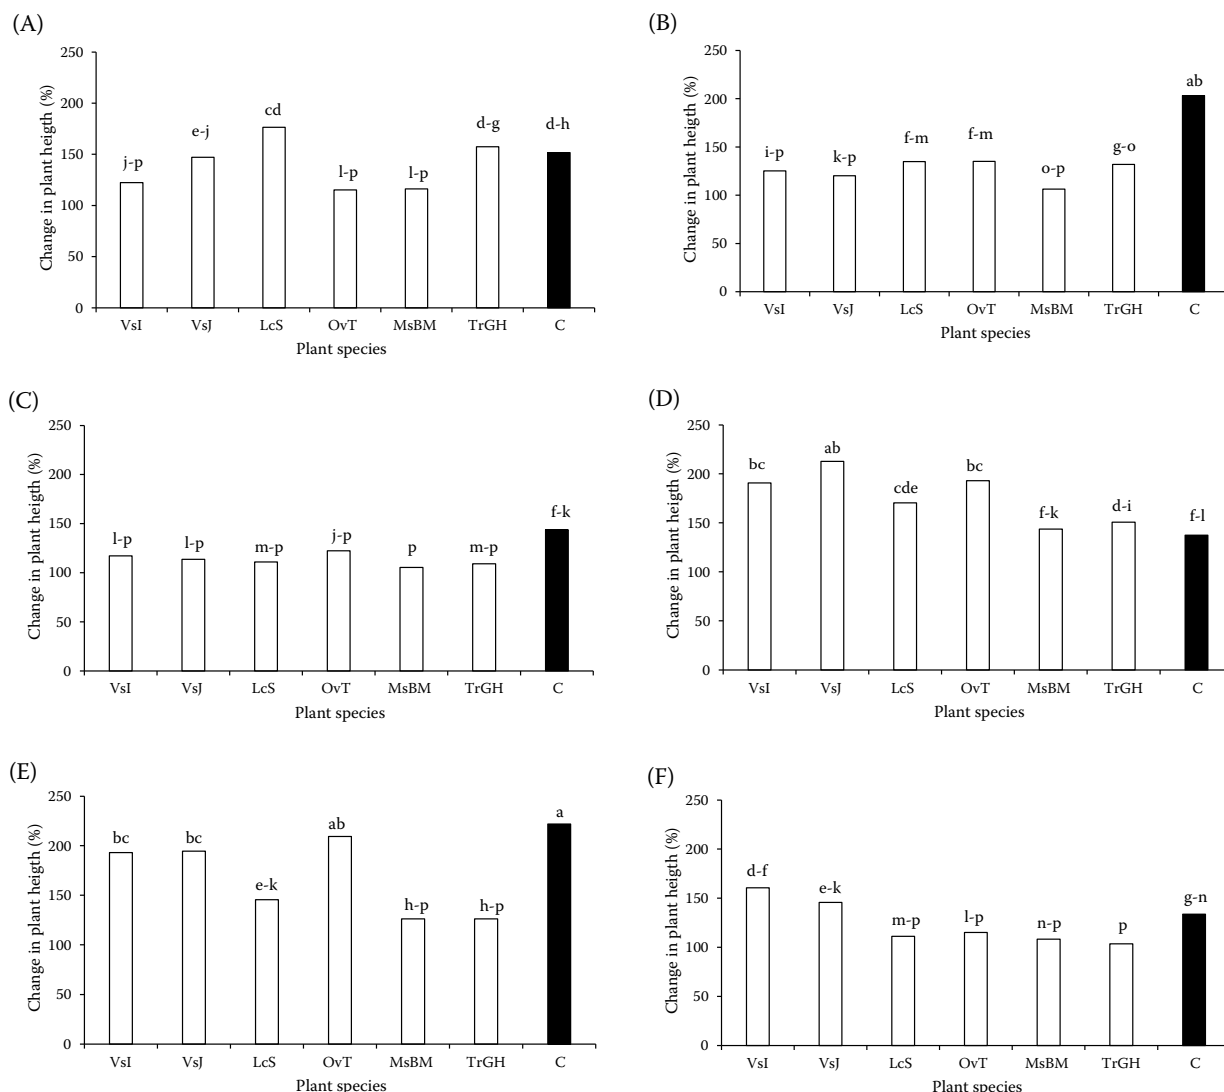 (A)
Change in plant heigth (%)
250
200
150
100
50
0
j-p
e-j
cd
l-p
l-p
d-g
d-h
VsI VsJ LcS OvT MsBM TrGH C
Plant species
(B)
Change in plant heigth (%)
250
200
150
100
50
0
i-p
k-p
f-m
f-m
o-p
g-o
ab
VsI VsJ LcS OvT MsBM TrGH C
Plant species
(C)
Change in plant heigth (%)
250
200
150
100
50
0
l-p
l-p
m-p
j-p
p
m-p
f-k
VsI VsJ LcS OvT MsBM TrGH C
Plant species
(D)
Change in plant heigth (%)
250
200
150
100
50
0
bc
ab
cde
bc
f-k
d-i
f-l
VsI VsJ LcS OvT MsBM TrGH C
Plant species
(E)
Change in plant heigth (%)
250
200
150
100
50
0
bc
bc
e-k
ab
h-p
h-p
a
VsI VsJ LcS OvT MsBM TrGH C
Plant species
(F)
Change in plant heigth (%)
250
200
150
100
50
0
d-f
e-k
m-p
l-p
n-p
p
g-n
VsI VsJ LcS OvT MsBM TrGH C
Plant species